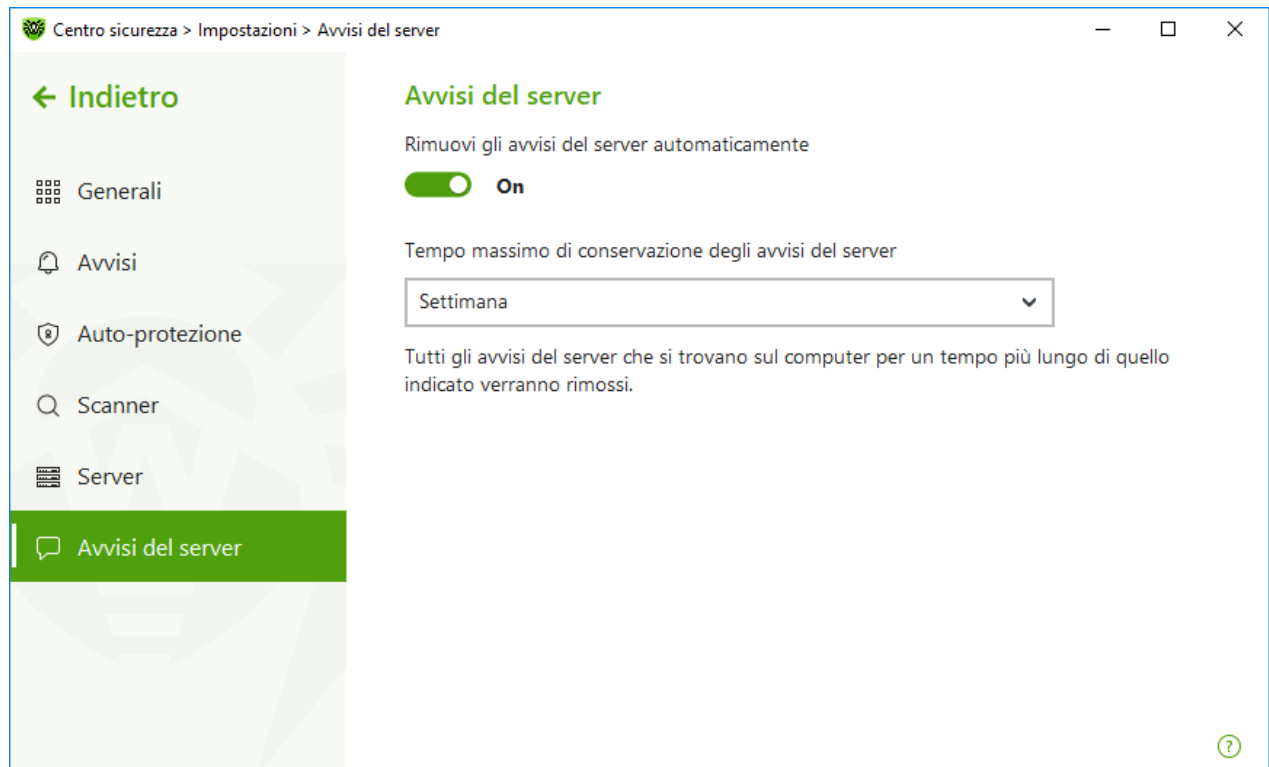 Centro sicurezza > Impostazioni > Avvisi del server
Indietro
Generali
Avvisi
Auto-protezione
Scanner
Server
Avvisi del server
Avvisi del server
Rimuovi gli avvisi del server automaticamente
On
Tempo massimo di conservazione degli avvisi del server
Settimana
Tutti gli avvisi del server che si trovano sul computer per un tempo più lungo di quello
indicato verranno rimossi.
?